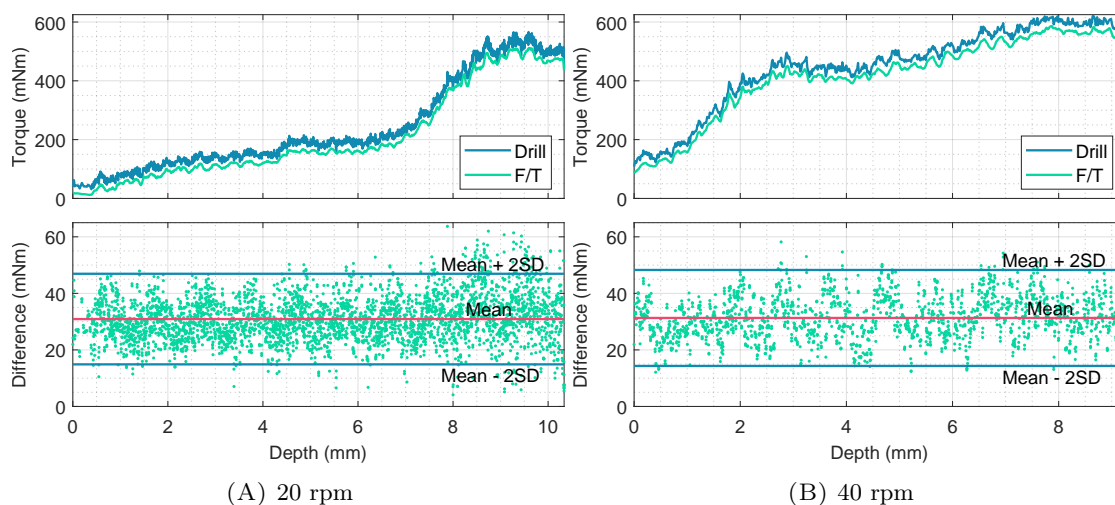 600
400
200
0
Torque (mNm)
Drill
F/T
60
40
20
0
Difference (mNm)
Mean + 2SD
Mean
Mean - 2SD
0 2 4 6 8 10
Depth (mm)
(A) 20 rpm
600
400
200
0
Torque (mNm)
Drill
F/T
60
40
20
0
Difference (mNm)
Mean + 2SD
Mean
Mean - 2SD
0 2 4 6 8
Depth (mm)
(B) 40 rpm